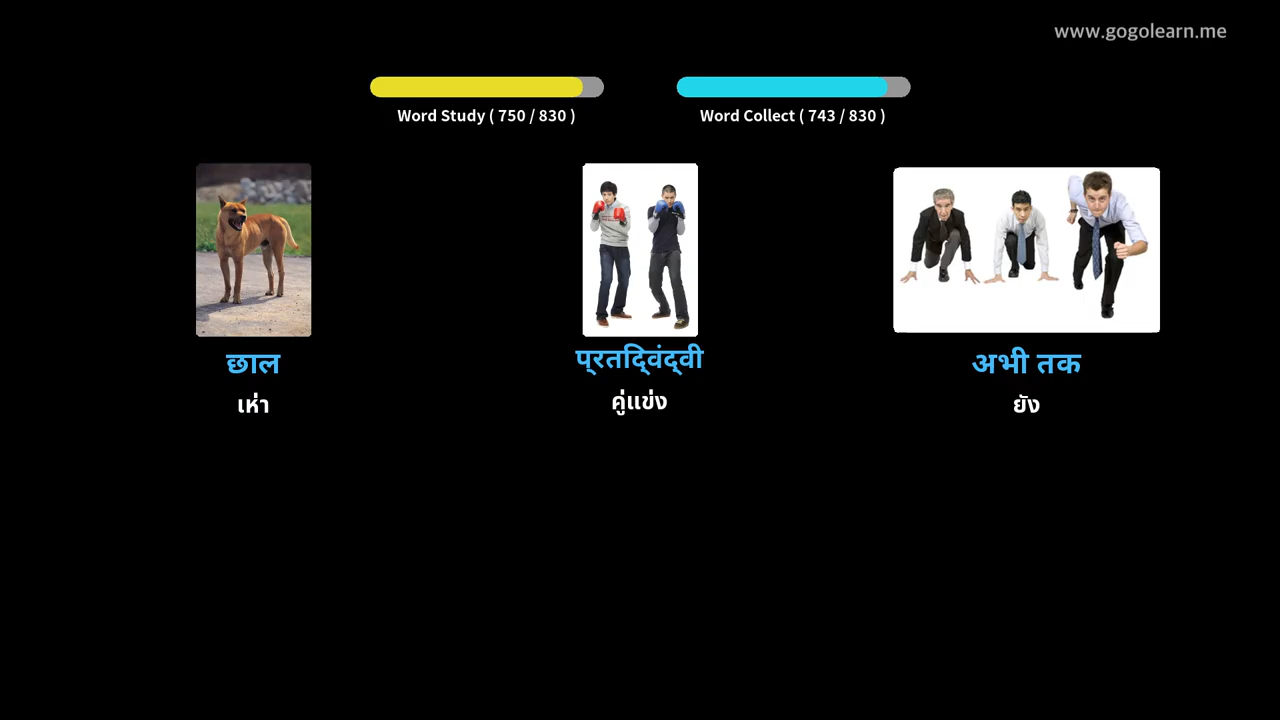 www.gogolearn.me
Word Study ( 750 / 830 )
Word Collect ( 743 / 830 )
छाल
प्रतिद्विंद्वी
अभी तक
เห่า
คู่แข่ง
ยัง